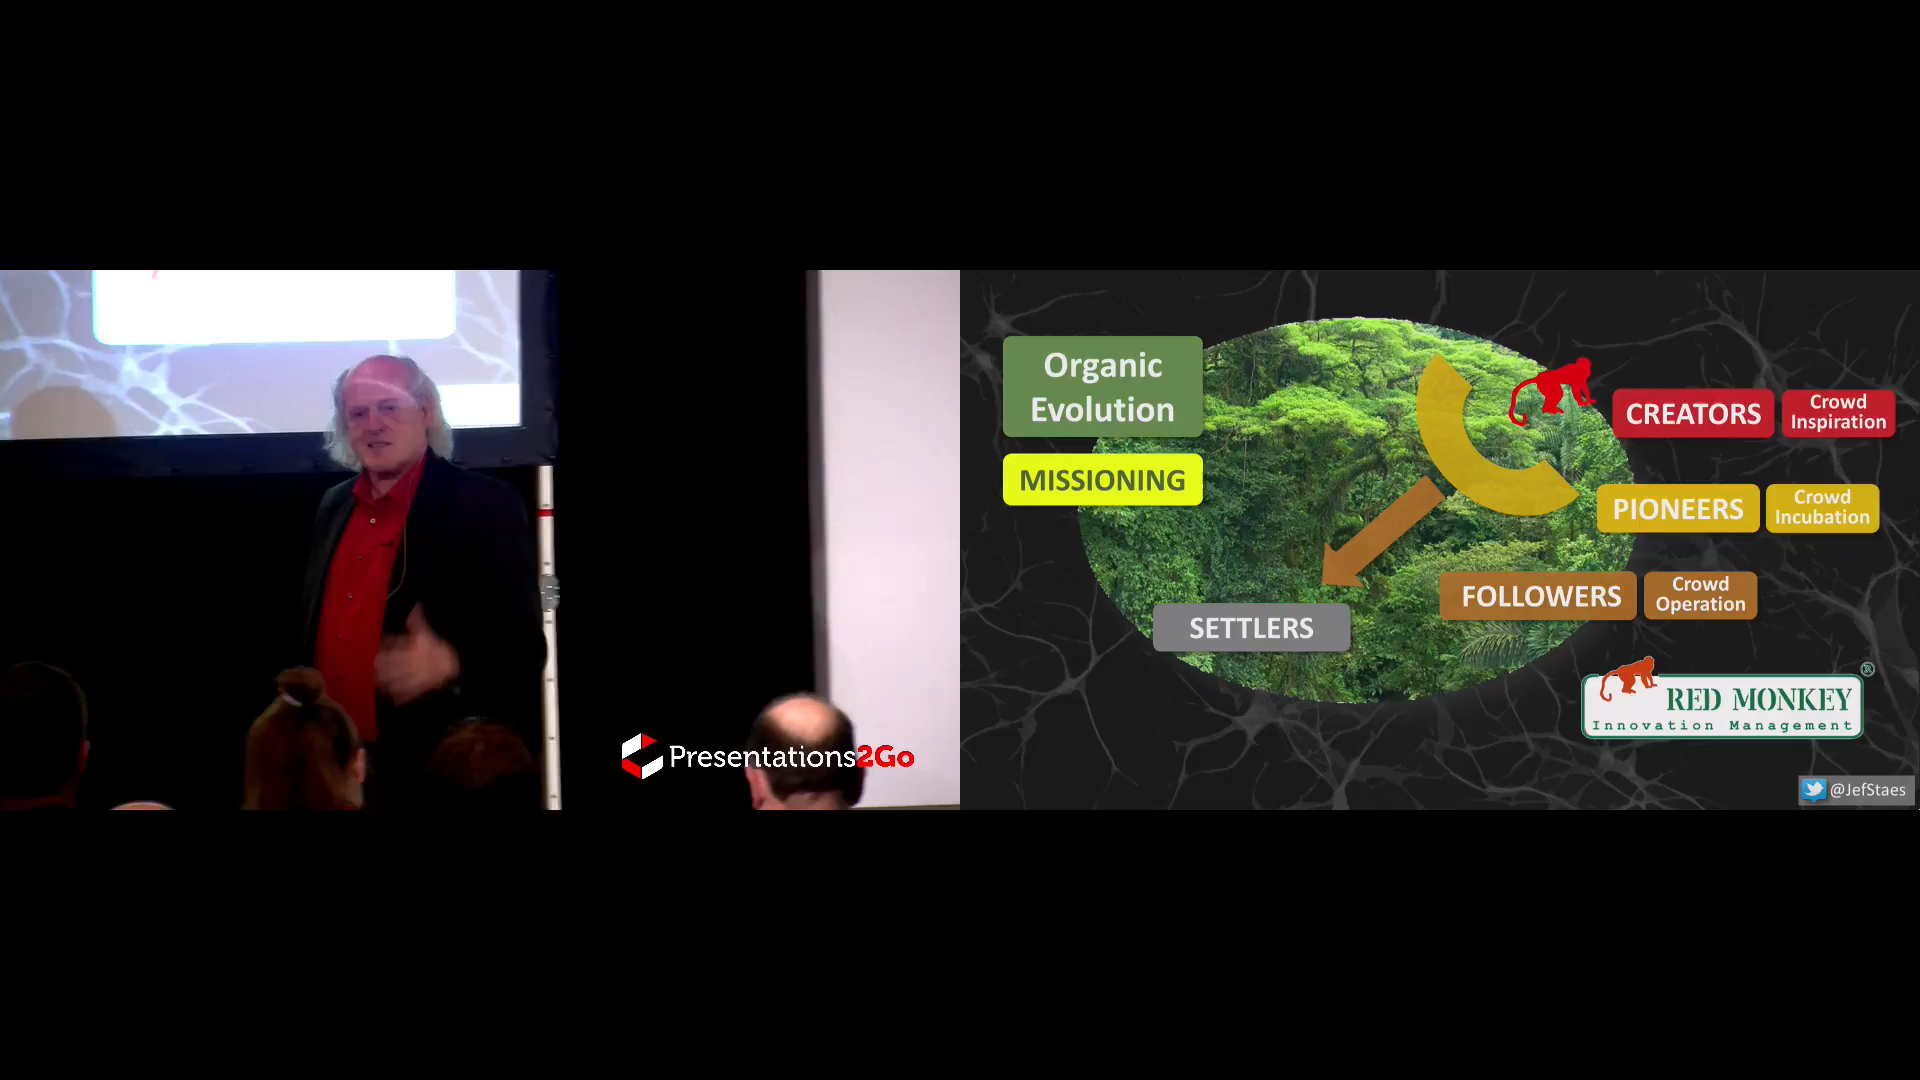 Organic
Evolution
MISSIONING
CREATORS
Crowd
Inspiration
PIONEERS
Crowd
Incubation
FOLLOWERS
Crowd
Operation
SETTLERS
RED MONKEY ®
Innovation Management
Presentations2Go
@JefStaes